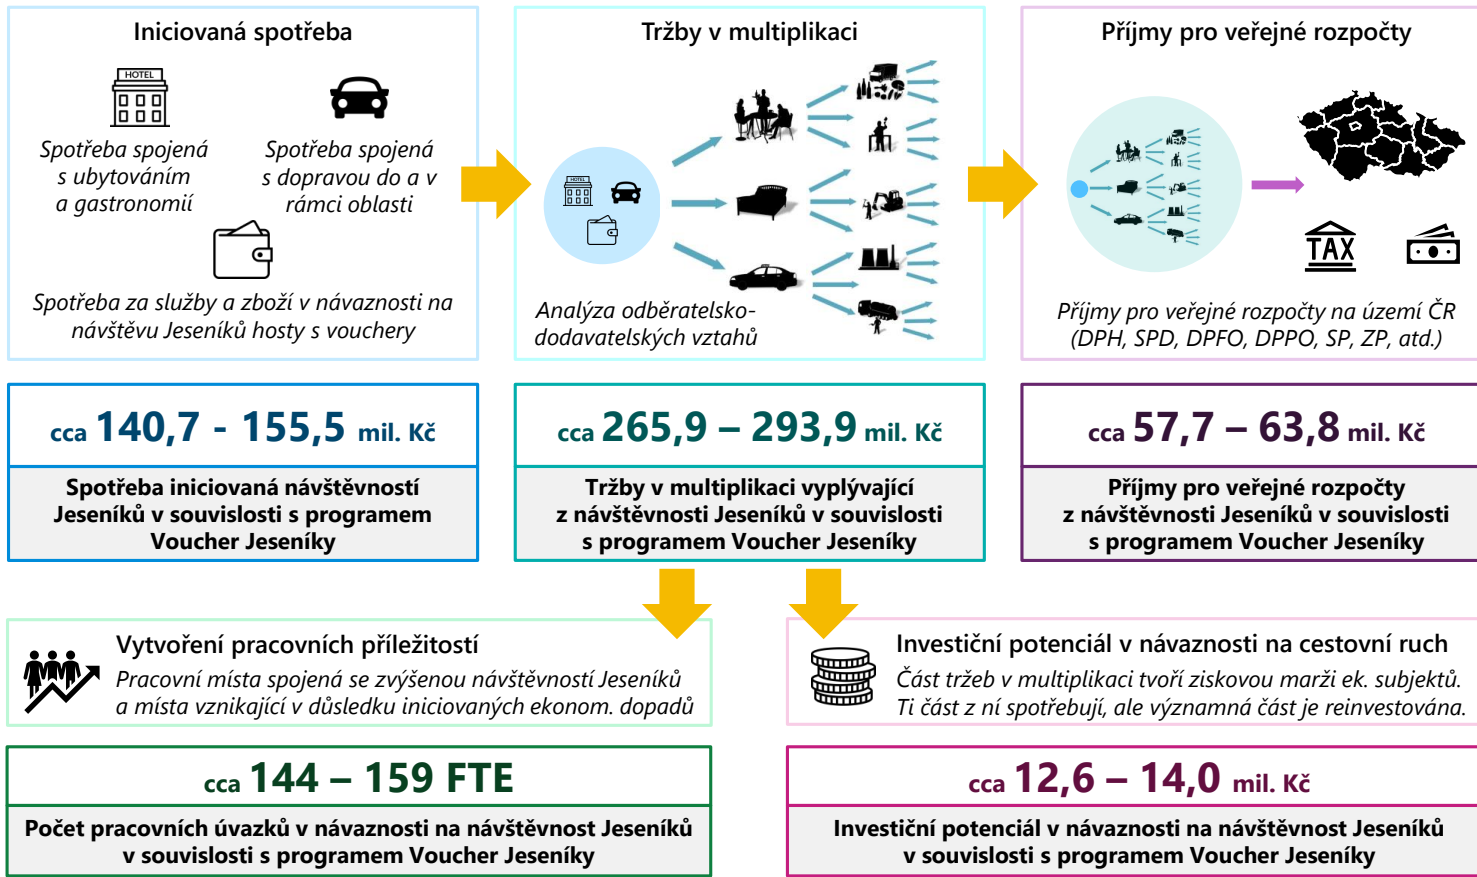 Iniciovaná spotřeba
HOTEL
Spotřeba spojená
s ubytováním
a gastronomií
Spotřeba spojená
s dopravou do a v
rámci oblasti
Spotřeba za služby a zboží v návaznosti na
návštěvu Jeseníků hosty s vouchery
Tržby v multiplikaci
HOTEL
Analýza odběratelsko-
dodavatelských vztahů
Příjmy pro veřejné rozpočty
TAX
Příjmy pro veřejné rozpočty na území ČR
(DPH, SPD, DPFO, DPPO, SP, ZP, atd.)
cca 140,7 - 155,5 mil. Kč
Spotřeba iniciovaná návštěvností
Jeseníků v souvislosti s programem
Voucher Jeseníky
cca 265,9 – 293,9 mil. Kč
Tržby v multiplikaci vyplývající
z návštěvnosti Jeseníků v souvislosti
s programem Voucher Jeseníky
cca 57,7 – 63,8 mil. Kč
Příjmy pro veřejné rozpočty
z návštěvnosti Jeseníků v souvislosti
s programem Voucher Jeseníky
Vytvoření pracovních příležitostí
Pracovní místa spojená se zvýšenou návštěvností Jeseníků
a místa vznikající v důsledku iniciovaných ekonom. dopadů
cca 144 – 159 FTE
Počet pracovních úvazků v návaznosti na návštěvnost Jeseníků
v souvislosti s programem Voucher Jeseníky
Investiční potenciál v návaznosti na cestovní ruch
Část tržeb v multiplikaci tvoří ziskovou marži ek. subjektů.
Ti část z ní spotřebují, ale významná část je reinvestována.
cca 12,6 – 14,0 mil. Kč
Investiční potenciál v návaznosti na návštěvnost Jeseníků
v souvislosti s programem Voucher Jeseníky